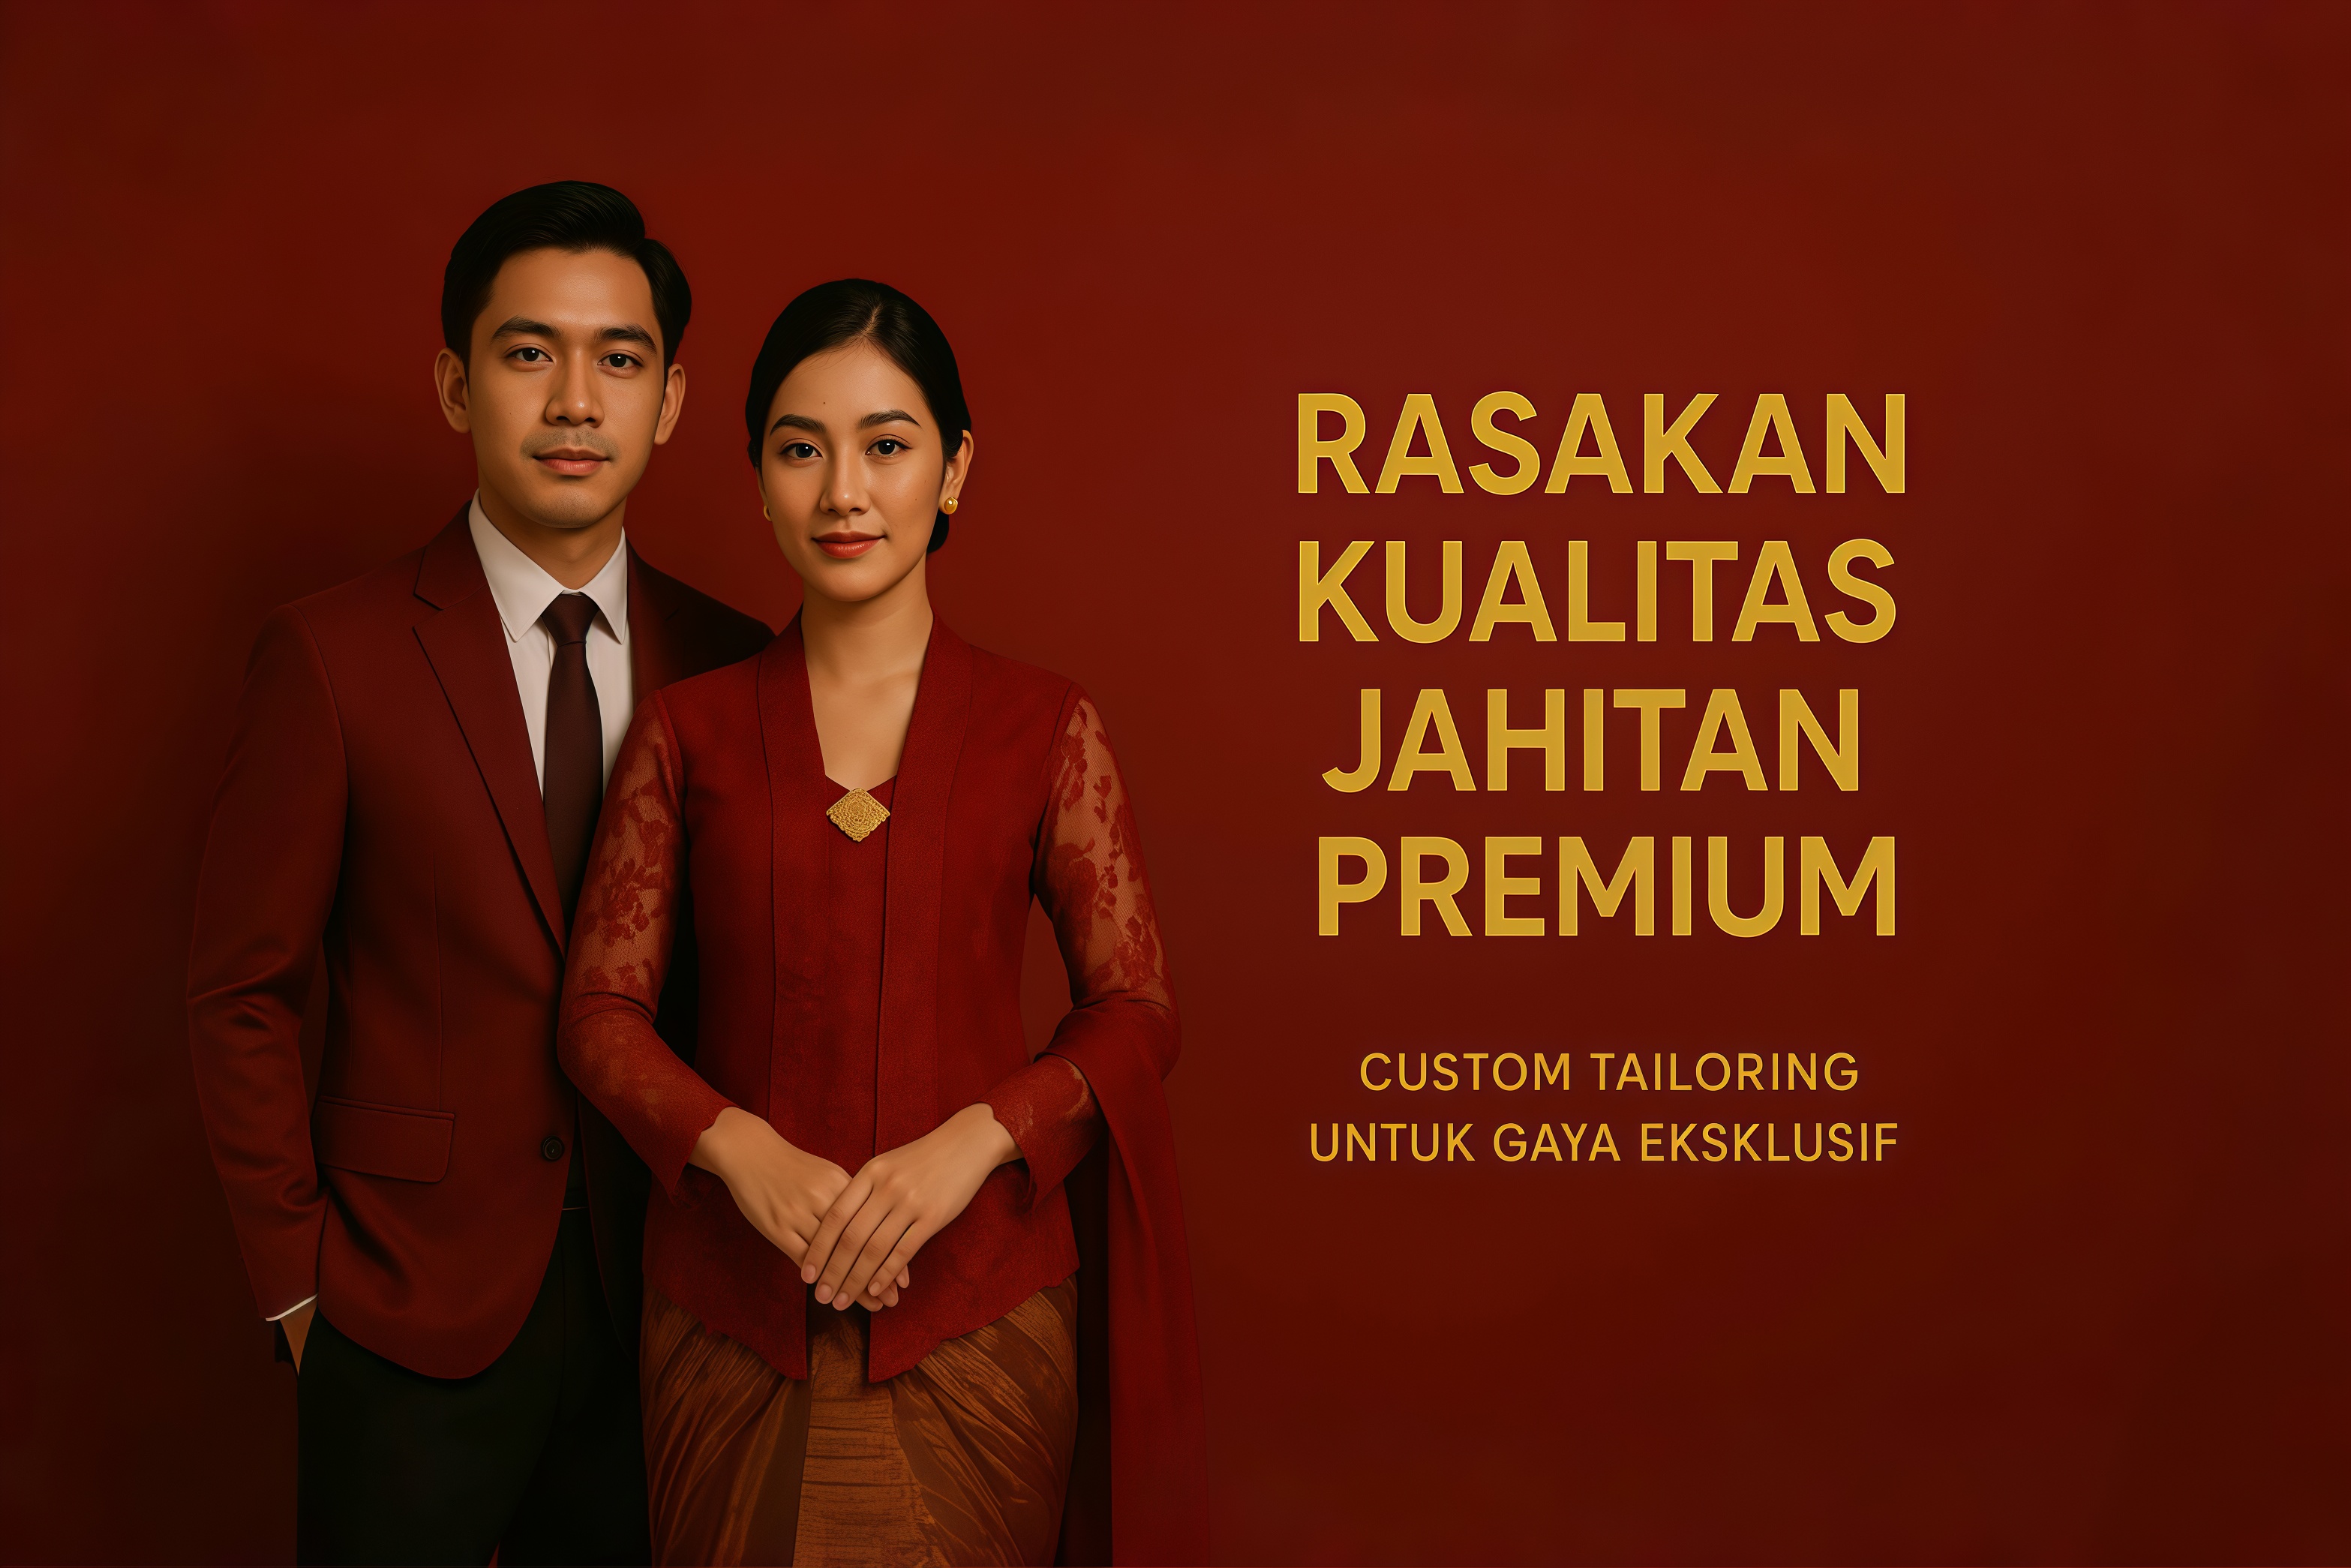 RASAKAN
KUALITAS
JAHITAN
PREMIUM
CUSTOM TAILORING
UNTUK GAYA EKSKLUSIF